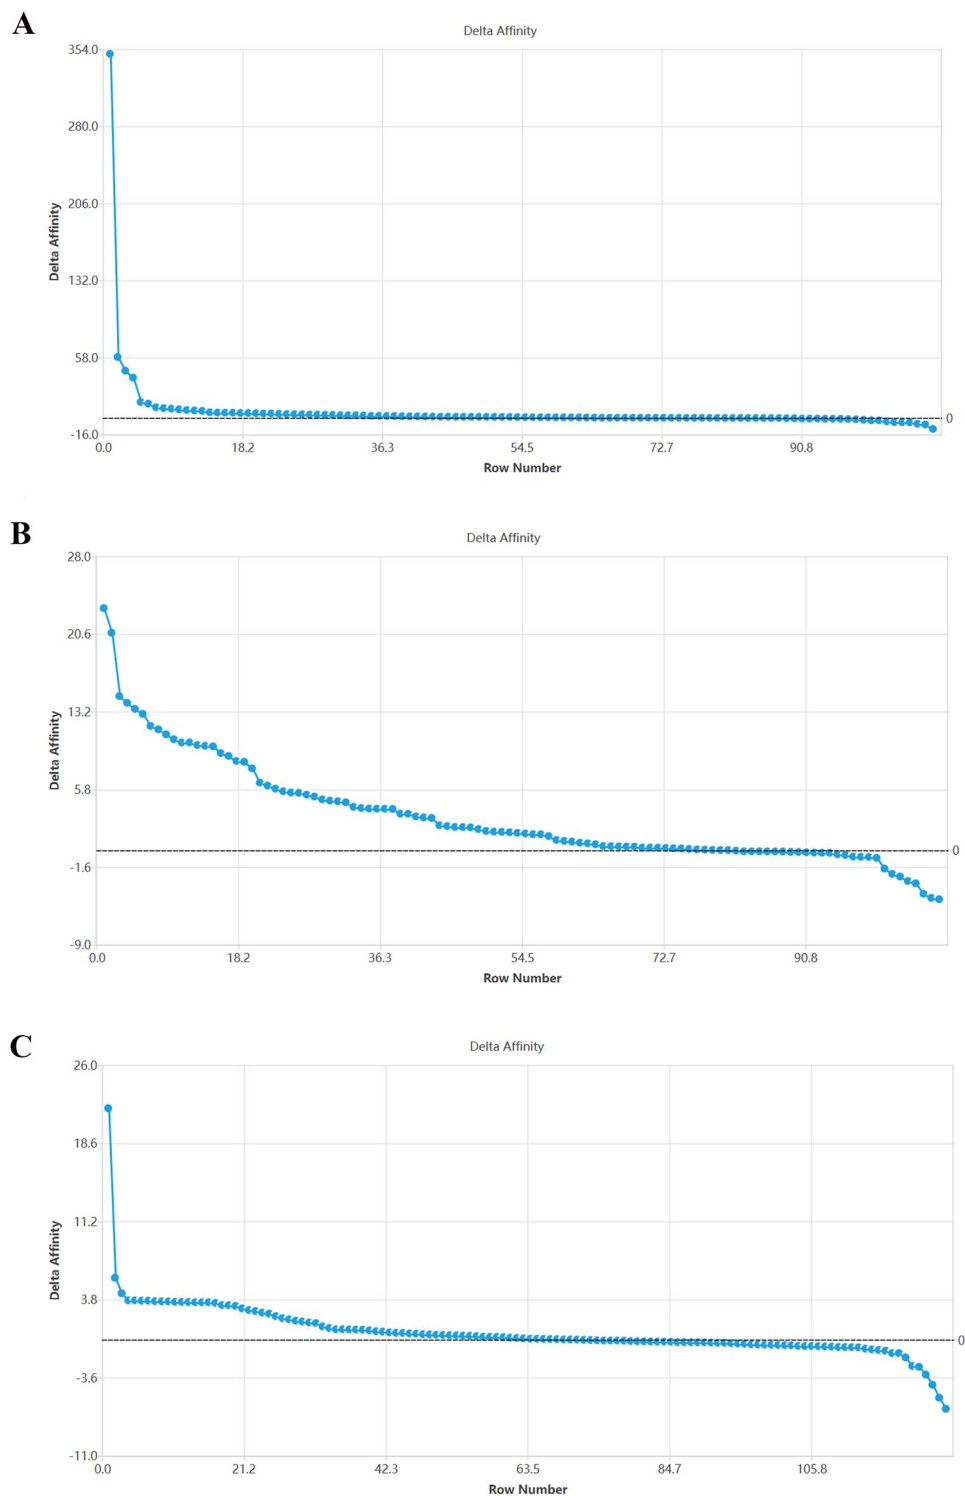 A
Delta Affinity
354.0
280.0
206.0
132.0
58.0
-16.0
Delta Affinity
0
0.0 18.2 36.3 54.5 72.7 90.8
Row Number
B
Delta Affinity
28.0
20.6
13.2
5.8
-1.6
-9.0
Delta Affinity
0
0.0 18.2 36.3 54.5 72.7 90.8
Row Number
C
Delta Affinity
26.0
18.6
11.2
3.8
-3.6
-11.0
Delta Affinity
0
0.0 21.2 42.3 63.5 84.7 105.8
Row Number